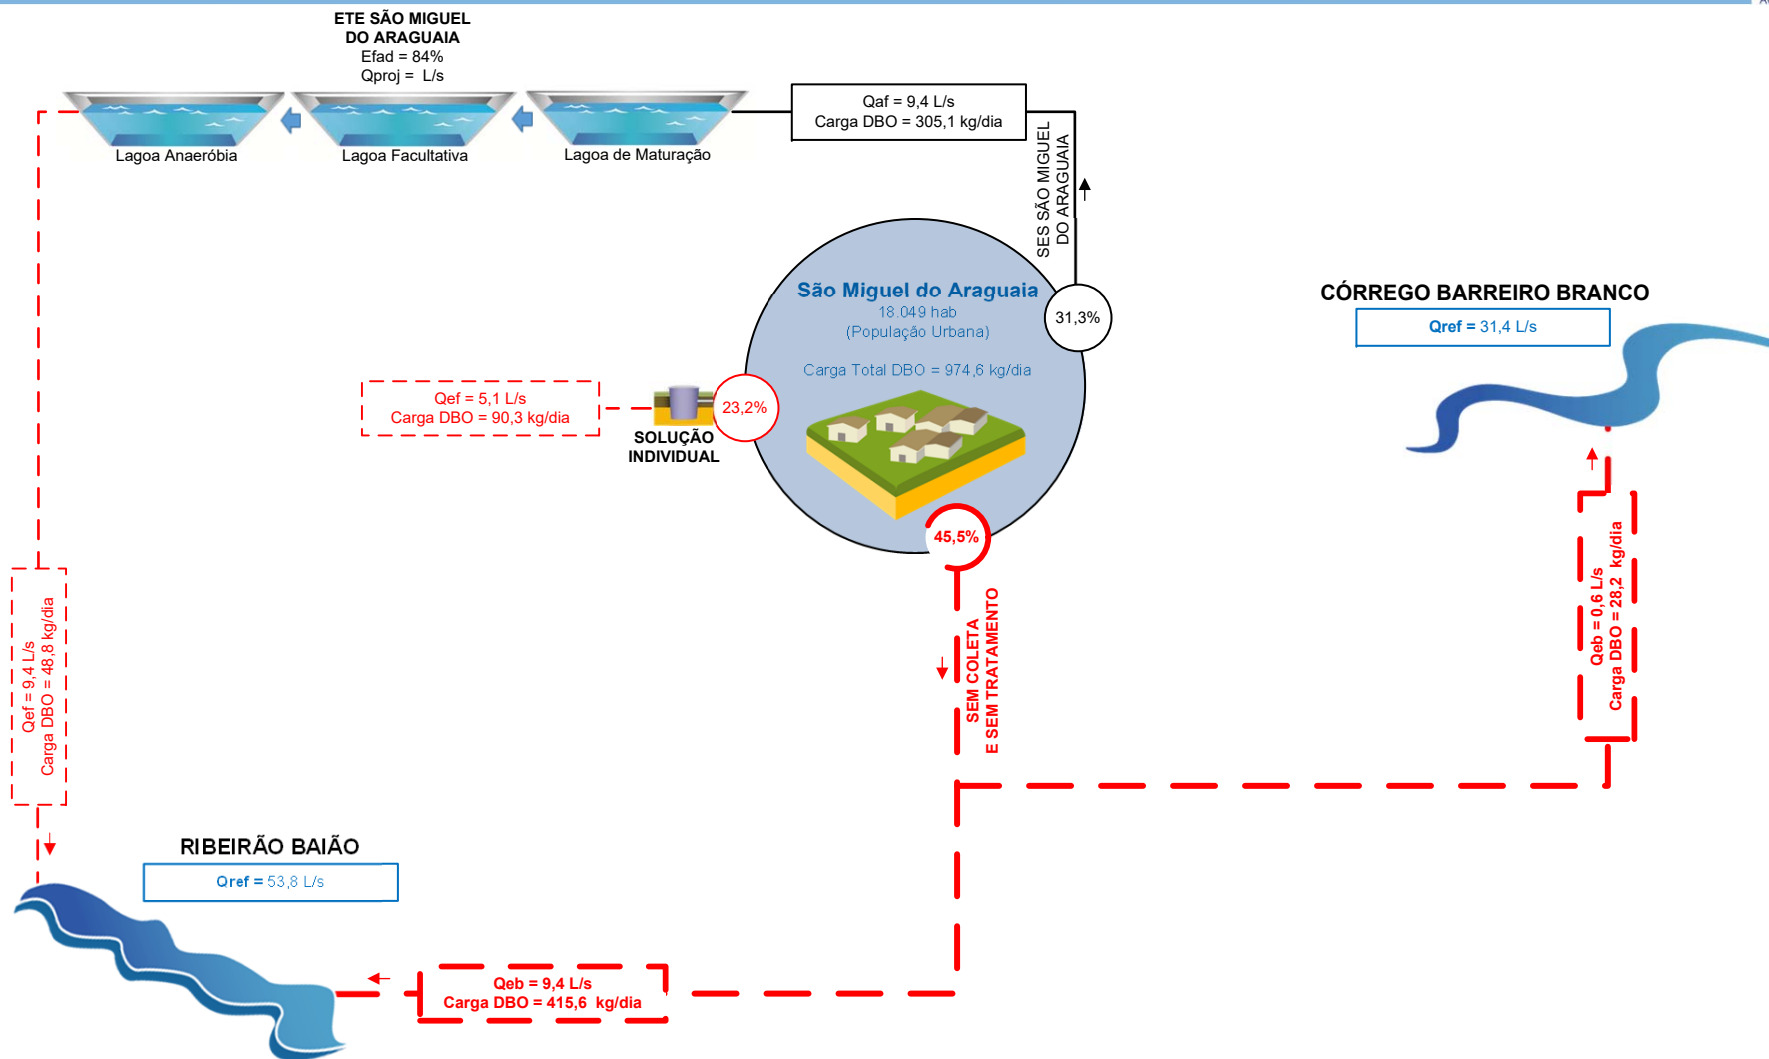 ETE SÃO MIGUEL
DO ARAGUAIA
Efad = 84%
Qproj = L/s
Lagoa Anaeróbia
Lagoa Facultativa
Lagoa de Maturação
Qaf = 9,4 L/s
Carga DBO = 305,1 kg/dia
SES SÃO MIGUEL
DO ARAGUAIA
São Miguel do Araguaia
18.049 hab
(População Urbana)
Carga Total DBO = 974,6 kg/dia
31,3%
23,2%
45,5%
Qef = 5,1 L/s
Carga DBO = 90,3 kg/dia
SOLUÇÃO
INDIVIDUAL
CÓRREGO BARREIRO BRANCO
Qref = 31,4 L/s
Qeb = 0,6 L/s
Carga DBO = 28,2 kg/dia
SEM COLETA
E SEM TRATAMENTO
Qef = 9,4 L/s
Carga DBO = 48,8 kg/dia
RIBEIRÃO BAIÃO
Qref = 53,8 L/s
Qeb = 9,4 L/s
Carga DBO = 415,6 kg/dia